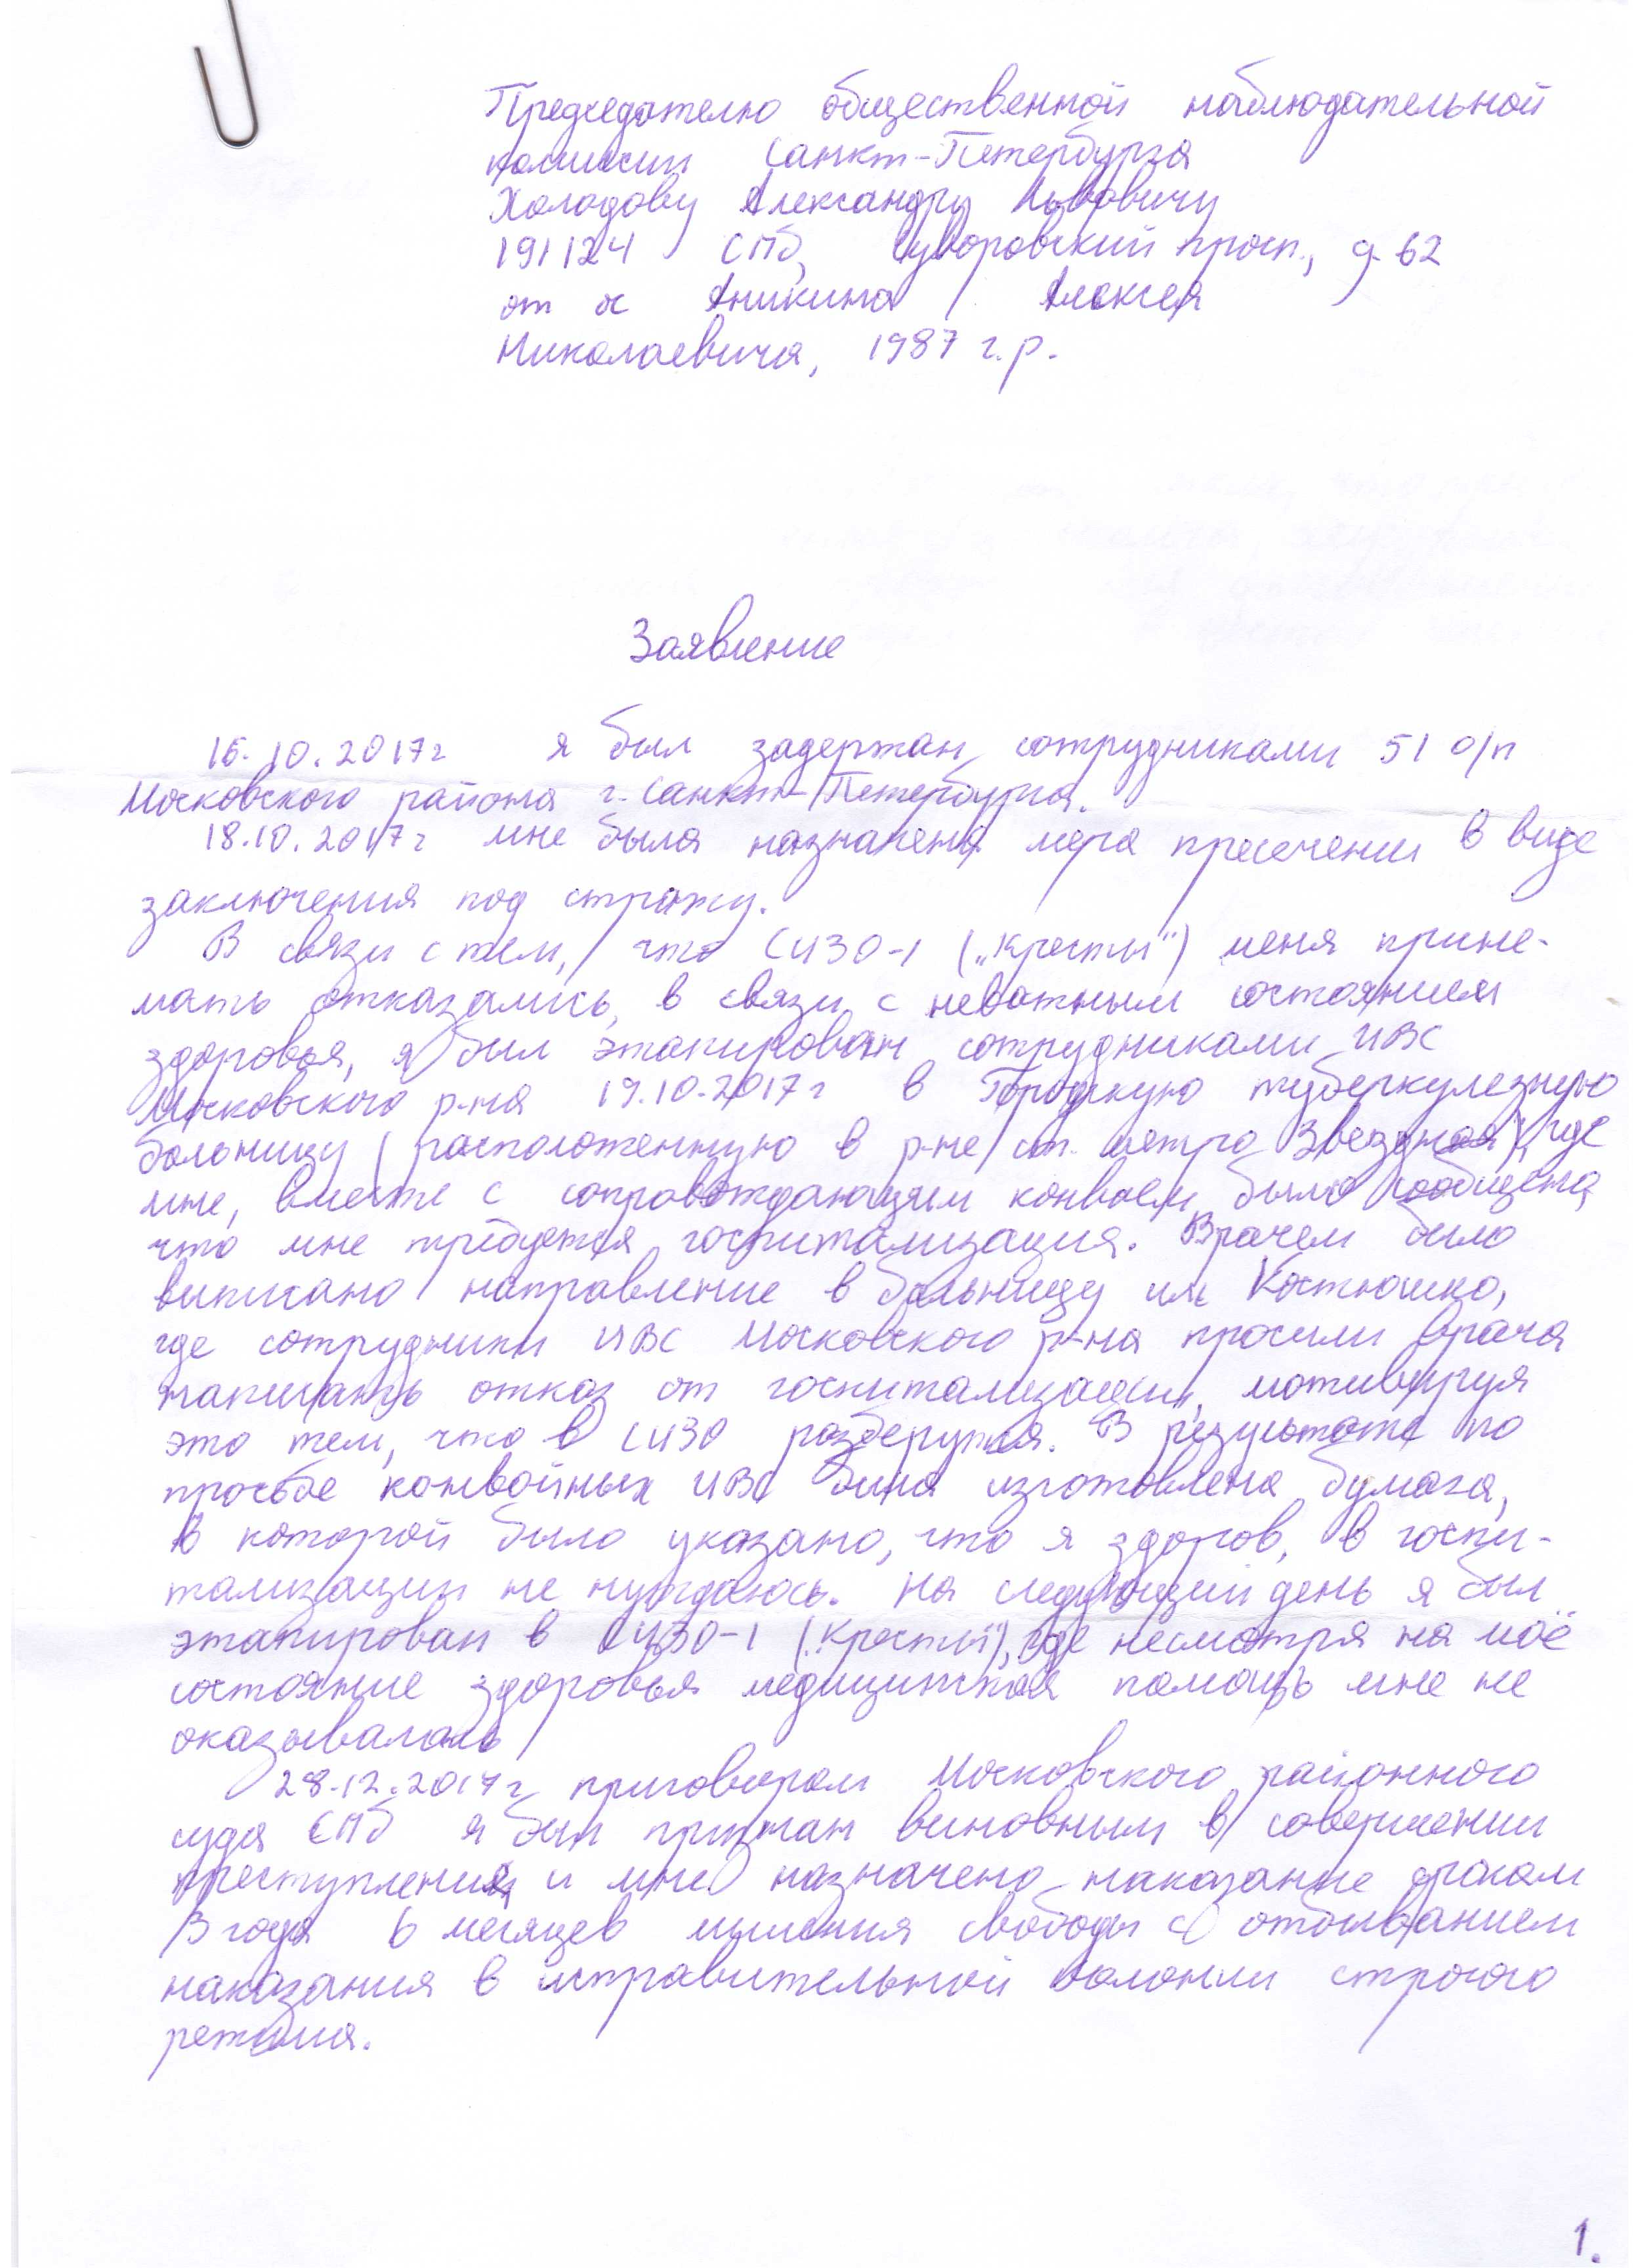 Председателю общественной наблюдательной
комиссии Санкт-Петербурга
Холодову Александру Львовичу
191124 СПб, Суворовский просп., д. 62
от Аникина Алексея
Николаевича, 1987 г.р.
Заявление
16.10.2017г я был задержан сотрудниками 51 о/п
Московского района г. Санкт-Петербурга.
18.10.2017г мне была назначена мера пресечении в виде
заключения под стражу.
В связи с тем, что СИЗО-1 („Кресты“) меня прине-
мать отказались, в связи с неважным состоянием
здоровья, я был этапирован сотрудниками ИВС
Московского р-на 19.10.2017г в Городскую туберкулезную
больницу (расположенную в р-не ст. метро Звездная), где
мне, вместе с сопровождающим конвоем было сообщено,
что мне требуется госпитализация. Врачем было
выписано направление в больницу им Костюшко,
где сотрудники ИВС Московского р-на просили врача
написать отказ от госпитализации, мотивируя
это тем, что в СИЗО разберутся. В результате по
просьбе конвойных ИВС была изготовлена бумага,
в которой было указано, что я здоров, в госпи-
тализации не нуждаюсь. На следующий день я был
этапирован в СИЗО-1 („Кресты“), где несмотря на моё
состояние здоровья медицинская помощь мне не
оказывалась
28.12.2017г приговором Московского районного
суда СПб я был признан виновным в совершении
преступления и мне назначено наказание сроком
3 года 6 месяцев лишения свободы с отбыванием
наказания в исправительной колонии строгого
режима.
1.